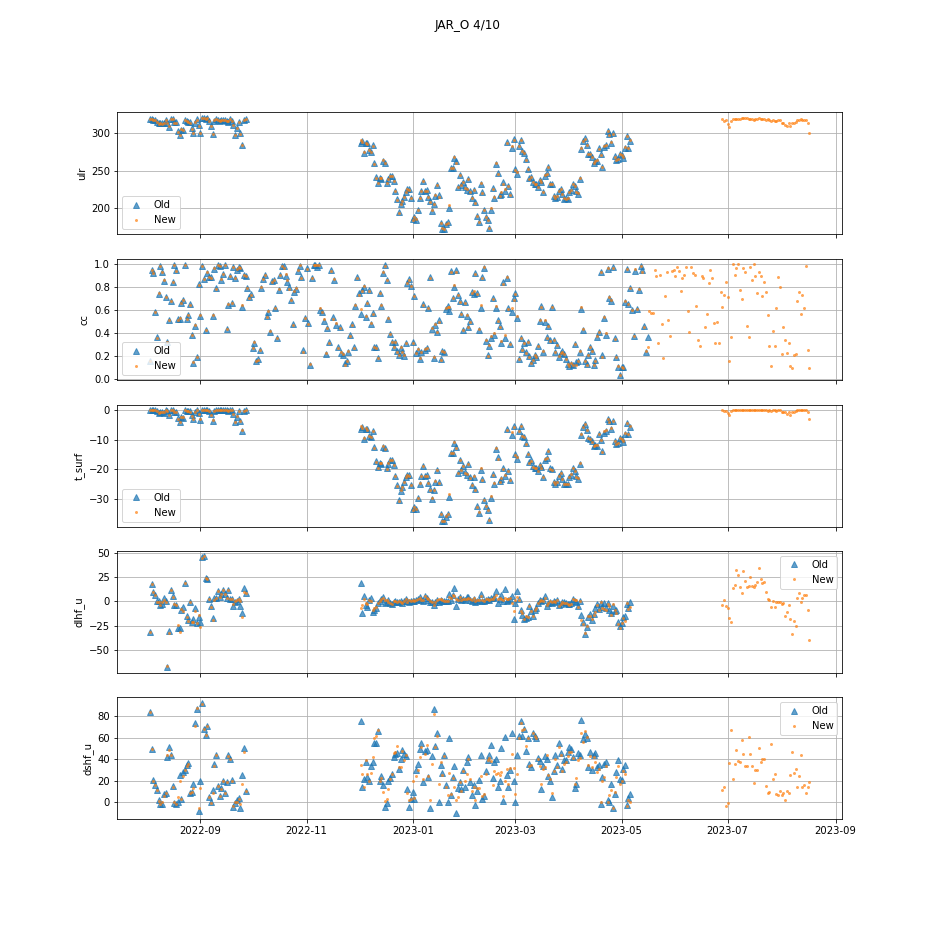 JAR_O 4/10
300
250
200
ulr
Old
New
1.0
0.8
0.6
0.4
0.2
0.0
cc
Old
New
0
−10
−20
−30
t_surf
Old
New
50
25
0
−25
−50
dlhf_u
Old
New
80
60
40
20
0
dshf_u
Old
New
2022-09
2022-11
2023-01
2023-03
2023-05
2023-07
2023-09